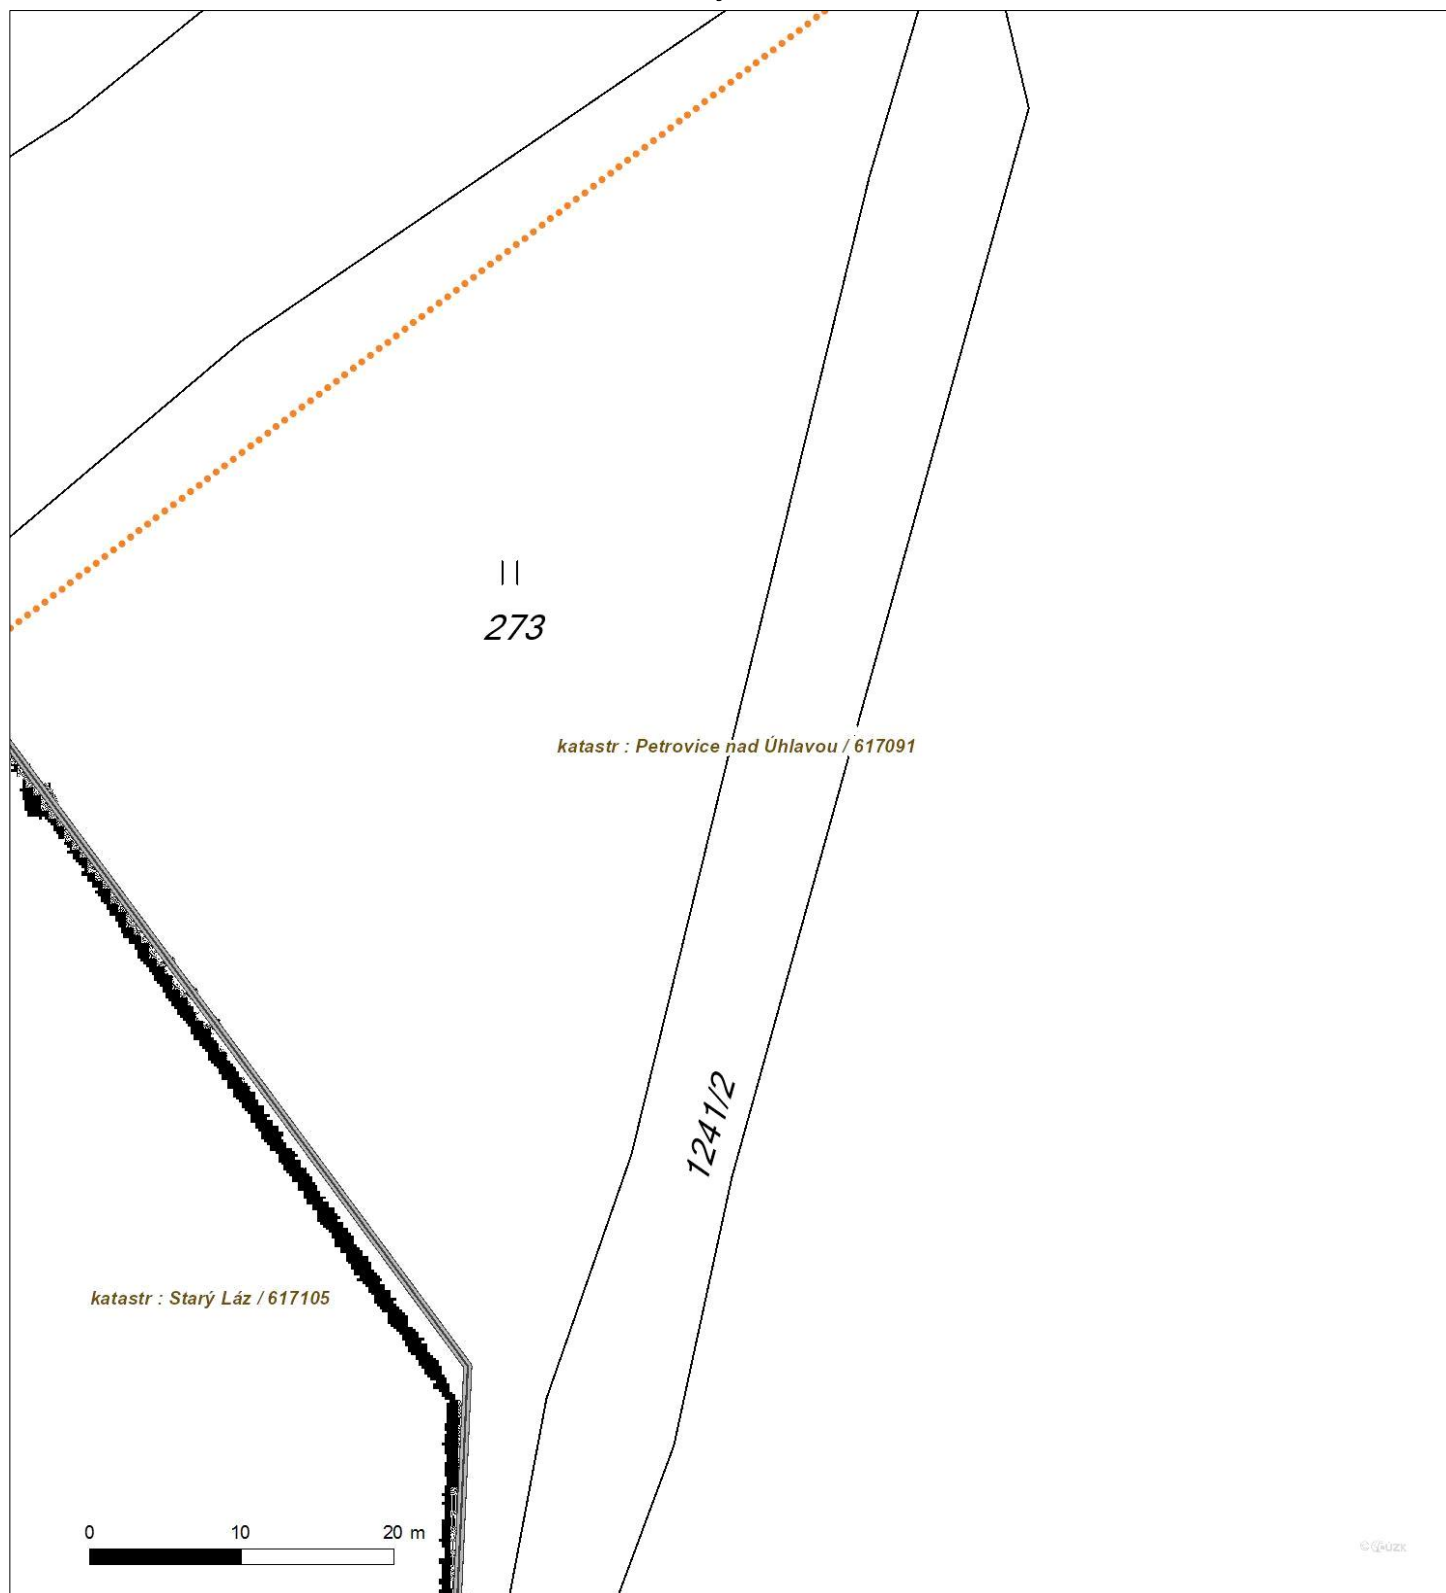 273
katastr : Petrovice nad Úhlavou / 617091
1241/2
katastr : Starý Láz / 617105
0 10 20 m